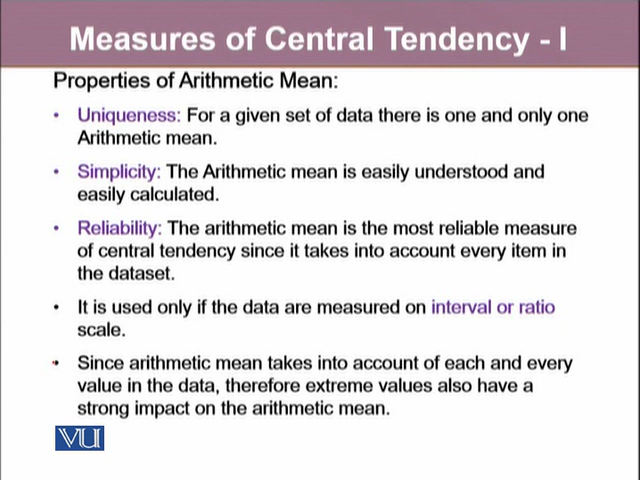 Measures of Central Tendency - I
Properties of Arithmetic Mean:
• Uniqueness: For a given set of data there is one and only one
Arithmetic mean.
• Simplicity: The Arithmetic mean is easily understood and
easily calculated.
• Reliability: The arithmetic mean is the most reliable measure
of central tendency since it takes into account every item in
the dataset.
• It is used only if the data are measured on interval or ratio
scale.
• Since arithmetic mean takes into account of each and every
value in the data, therefore extreme values also have a
strong impact on the arithmetic mean.
VU